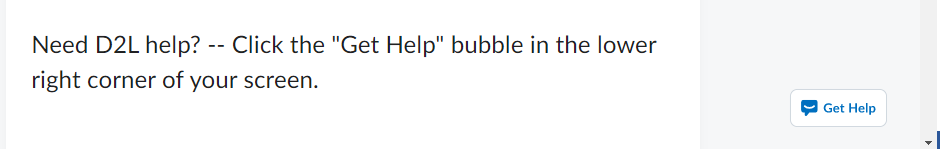 Need D2L help? -- Click the "Get Help" bubble in the lower
right corner of your screen.
Get Help